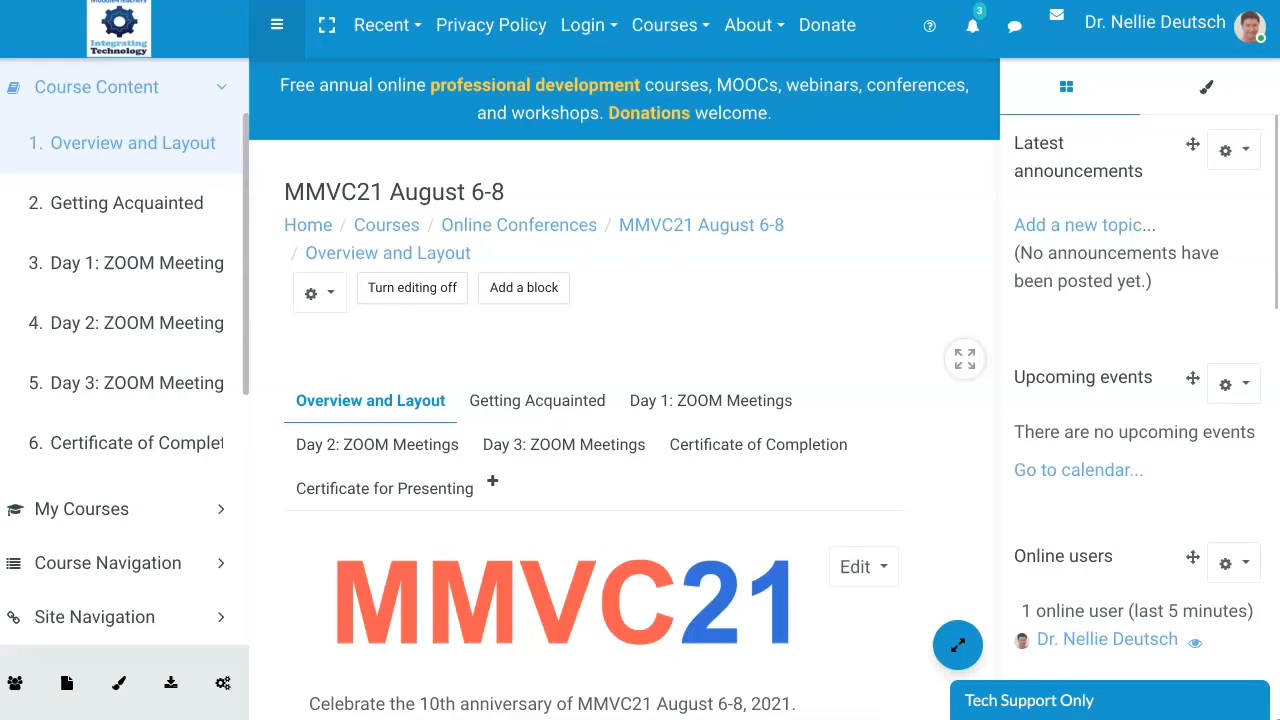 Integrating
Technology
Recent
Privacy Policy
Login
Courses
About
Donate
3
Dr. Nellie Deutsch
Course Content
1. Overview and Layout
2. Getting Acquainted
3. Day 1: ZOOM Meeting
4. Day 2: ZOOM Meeting
5. Day 3: ZOOM Meeting
6. Certificate of Complet
My Courses
Course Navigation
Site Navigation
Free annual online professional development courses, MOOCs, webinars, conferences,
and workshops. Donations welcome.
MMVC21 August 6-8
Home / Courses / Online Conferences / MMVC21 August 6-8
/ Overview and Layout
Turn editing off
Add a block
Overview and Layout
Getting Acquainted
Day 1: ZOOM Meetings
Day 2: ZOOM Meetings
Day 3: ZOOM Meetings
Certificate of Completion
Certificate for Presenting
MMVC21
Edit
Celebrate the 10th anniversary of MMVC21 August 6-8, 2021.
Latest
announcements
Add a new topic...
(No announcements have
been posted yet.)
Upcoming events
There are no upcoming events
Go to calendar...
Online users
1 online user (last 5 minutes)
Dr. Nellie Deutsch
Tech Support Only